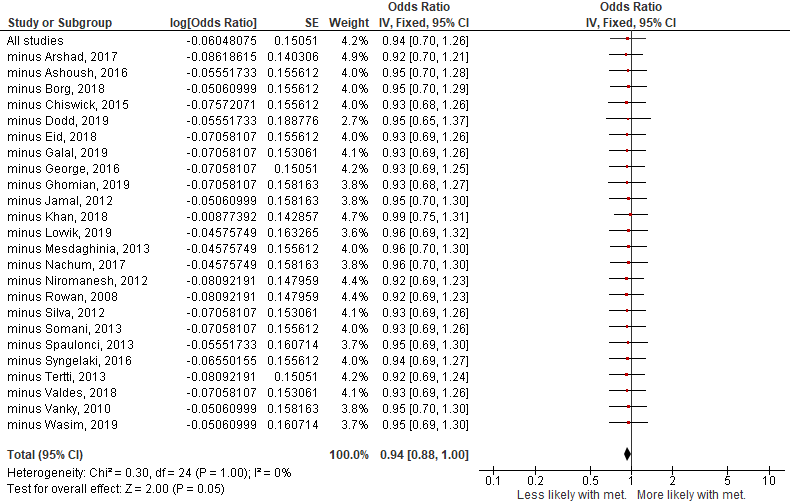 Odds Ratio Odds Ratio
Study or Subgroup log[Odds Ratio] SE Weight IV, Fixed, 95% CI IV, Fixed, 95% CI
All studies -0.06048075 0.15051 4.2% 0.94 [0.70, 1.26]
minus Arshad, 2017 -0.08618615 0.140306 4.9% 0.92 [0.70, 1.21]
minus Ashoush, 2016 -0.05551733 0.155612 4.0% 0.95 [0.70, 1.28]
minus Borg, 2018 -0.05060999 0.155612 4.0% 0.95 [0.70, 1.29]
minus Chiswick, 2015 -0.07572071 0.155612 4.0% 0.93 [0.68, 1.26]
minus Dodd, 2019 -0.05551733 0.188776 2.7% 0.95 [0.65, 1.37]
minus Eid, 2018 -0.07058107 0.155612 4.0% 0.93 [0.69, 1.26]
minus Galal, 2019 -0.07058107 0.153061 4.1% 0.93 [0.69, 1.26]
minus George, 2016 -0.07058107 0.15051 4.2% 0.93 [0.69, 1.25]
minus Ghomian, 2019 -0.07058107 0.158163 3.8% 0.93 [0.68, 1.27]
minus Jamal, 2012 -0.05060999 0.155612 4.0% 0.95 [0.70, 1.30]
minus Khan, 2018 -0.00877392 0.142857 4.7% 0.99 [0.75, 1.31]
minus Lowik, 2019 -0.04575749 0.163265 3.6% 0.96 [0.69, 1.32]
minus Mesdaghinia, 2013 -0.04575749 0.155612 4.0% 0.96 [0.70, 1.30]
minus Nachum, 2017 -0.04575749 0.158163 3.8% 0.96 [0.70, 1.30]
minus Niromanesh, 2012 -0.08092191 0.147959 4.4% 0.92 [0.69, 1.23]
minus Rowan, 2008 -0.08092191 0.147959 4.4% 0.92 [0.69, 1.23]
minus Silva, 2012 -0.07058107 0.153061 4.1% 0.93 [0.69, 1.26]
minus Somani, 2013 -0.07058107 0.155612 4.0% 0.93 [0.69, 1.26]
minus Spaulonci, 2013 -0.05551733 0.160714 3.7% 0.95 [0.69, 1.30]
minus Syngelaki, 2016 -0.06550155 0.155612 4.0% 0.94 [0.69, 1.27]
minus Tertti, 2013 -0.08092191 0.15051 4.2% 0.92 [0.69, 1.24]
minus Valdes, 2018 -0.07058107 0.153061 4.1% 0.93 [0.69, 1.26]
minus Vanky, 2010 -0.05060999 0.158163 3.8% 0.95 [0.70, 1.30]
minus Wasim, 2019 -0.05060999 0.160714 3.7% 0.95 [0.69, 1.30]
Total (95% CI) 100.0% 0.94 [0.88, 1.00]
Heterogeneity: Chi² = 0.30, df = 24 (P = 1.00); I² = 0%
Test for overall effect: Z = 2.00 (P = 0.05)
0.1 0.2 0.5 1 2 5 10
Less likely with met. More likely with met.